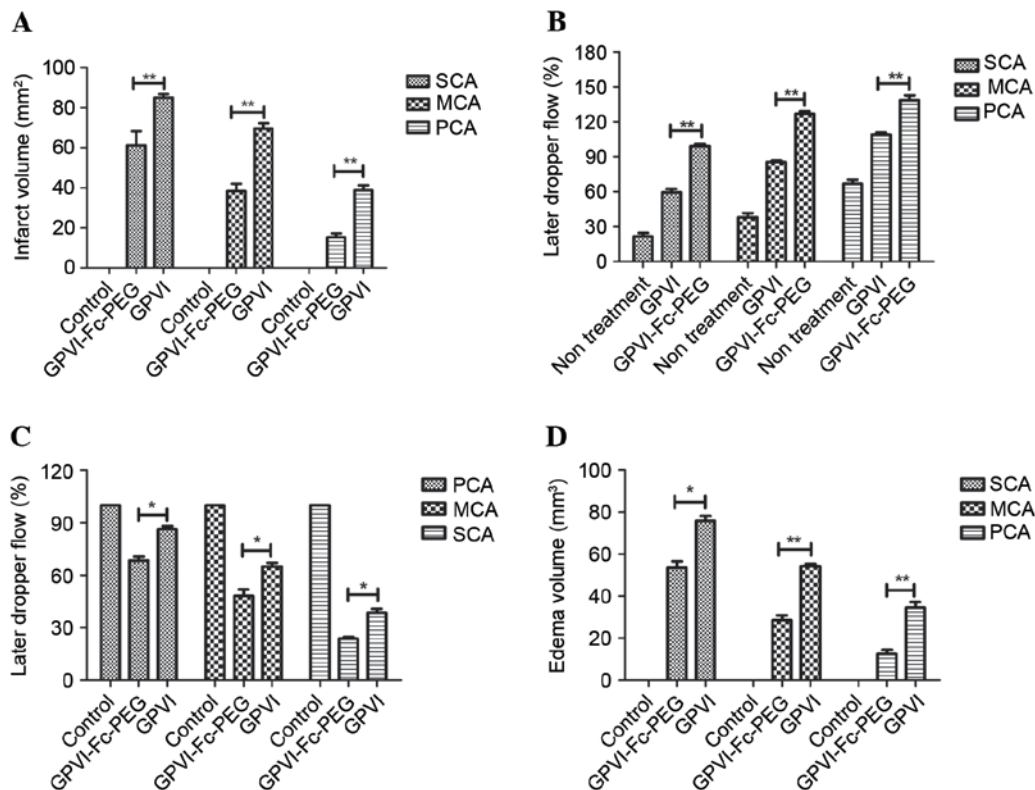 A
Infarct volume (mm²)
100
80
60
40
20
0
**
**
**
SCA
MCA
PCA
Control
GPVI-Fc-PEG
GPVI
Control
GPVI-Fc-PEG
GPVI
Control
GPVI-Fc-PEG
GPVI
B
Later dropper flow (%)
180
150
120
90
60
30
0
**
**
**
SCA
MCA
PCA
Non treatment
GPVI
GPVI-Fc-PEG
Non treatment
GPVI
GPVI-Fc-PEG
Non treatment
GPVI
GPVI-Fc-PEG
C
Later dropper flow (%)
120
90
60
30
0
*
*
*
PCA
MCA
SCA
Control
GPVI-Fc-PEG
GPVI
Control
GPVI-Fc-PEG
GPVI
Control
GPVI-Fc-PEG
GPVI
D
Edema volume (mm³)
100
80
60
40
20
0
*
**
**
SCA
MCA
PCA
Control
GPVI-Fc-PEG
GPVI
Control
GPVI-Fc-PEG
GPVI
Control
GPVI-Fc-PEG
GPVI